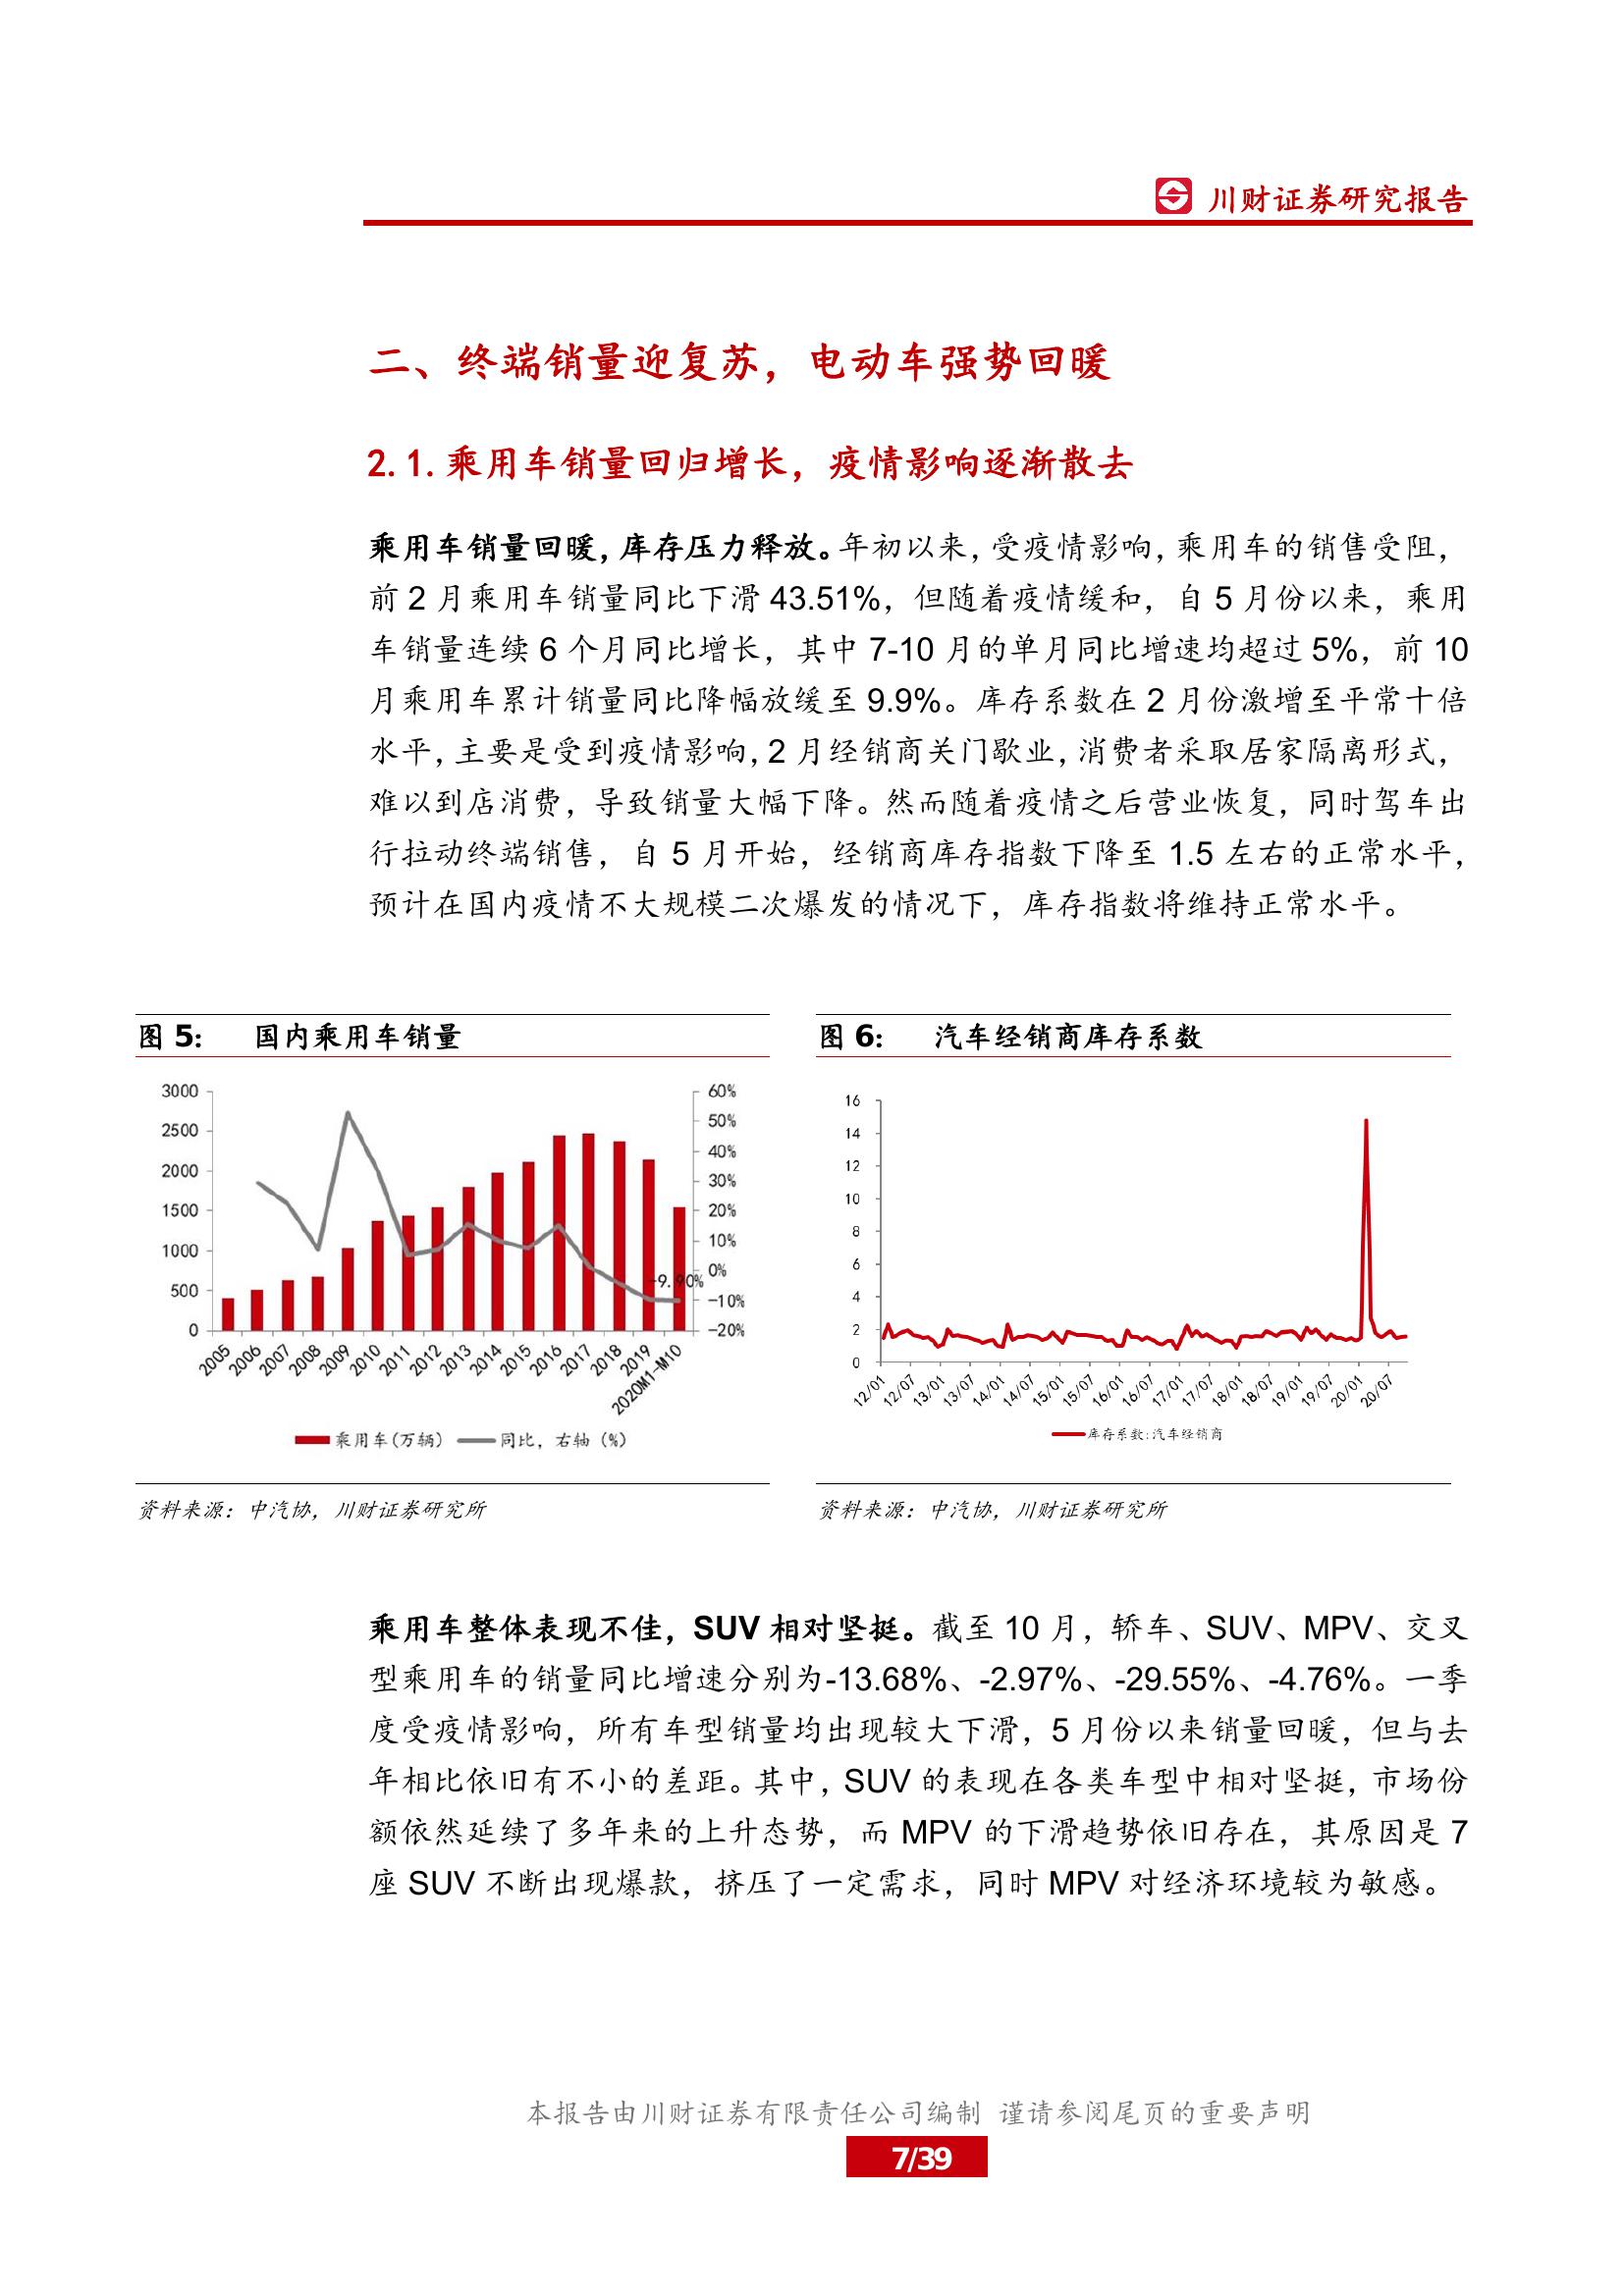 川财证券研究报告
二、终端销量迎复苏，电动车强势回暖
2.1.乘用车销量回归增长，疫情影响逐渐散去
乘用车销量回暖，库存压力释放。年初以来，受疫情影响，乘用车的销售受阻，
前 2 月乘用车销量同比下滑 43.51%，但随着疫情缓和，自 5 月份以来，乘用
车销量连续 6 个月同比增长，其中 7-10 月的单月同比增速均超过 5%，前 10
月乘用车累计销量同比降幅放缓至 9.9%。库存系数在 2 月份激增至平常十倍
水平，主要是受到疫情影响，2 月经销商关门歇业，消费者采取居家隔离形式，
难以到店消费，导致销量大幅下降。然而随着疫情之后营业恢复，同时驾车出
行拉动终端销售，自 5 月开始，经销商库存指数下降至 1.5 左右的正常水平，
预计在国内疫情不大规模二次爆发的情况下，库存指数将维持正常水平。
图 5: 国内乘用车销量
3000
2500
2000
1500
1000
500
0
60%
50%
40%
30%
20%
10%
0%
-10%
-20%
-9.90%
2005 2006 2007 2008 2009 2010 2011 2012 2013 2014 2015 2016 2017 2018 2019 2020M1-M10
乘用车(万辆) 同比，右轴（%）
资料来源：中汽协，川财证券研究所
图 6: 汽车经销商库存系数
16
14
12
10
8
6
4
2
0
12/01 12/07 13/01 13/07 14/01 14/07 15/01 15/07 16/01 16/07 17/01 17/07 18/01 18/07 19/01 19/07 20/01 20/07
库存系数:汽车经销商
资料来源：中汽协，川财证券研究所
乘用车整体表现不佳，SUV 相对坚挺。截至 10 月，轿车、SUV、MPV、交叉
型乘用车的销量同比增速分别为-13.68%、-2.97%、-29.55%、-4.76%。一季
度受疫情影响，所有车型销量均出现较大下滑，5 月份以来销量回暖，但与去
年相比依旧有不小的差距。其中，SUV 的表现在各类车型中相对坚挺，市场份
额依然延续了多年来的上升态势，而 MPV 的下滑趋势依旧存在，其原因是 7
座 SUV 不断出现爆款，挤压了一定需求，同时 MPV 对经济环境较为敏感。
本报告由川财证券有限责任公司编制 谨请参阅尾页的重要声明
7/39